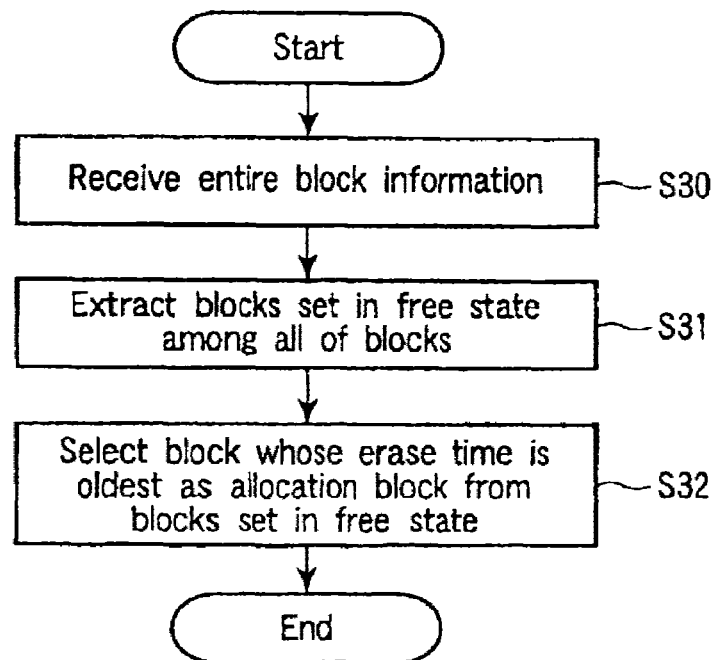 Start
Receive entire block information
S30
Extract blocks set in free state
among all of blocks
S31
Select block whose erase time is
oldest as allocation block from
blocks set in free state
S32
End